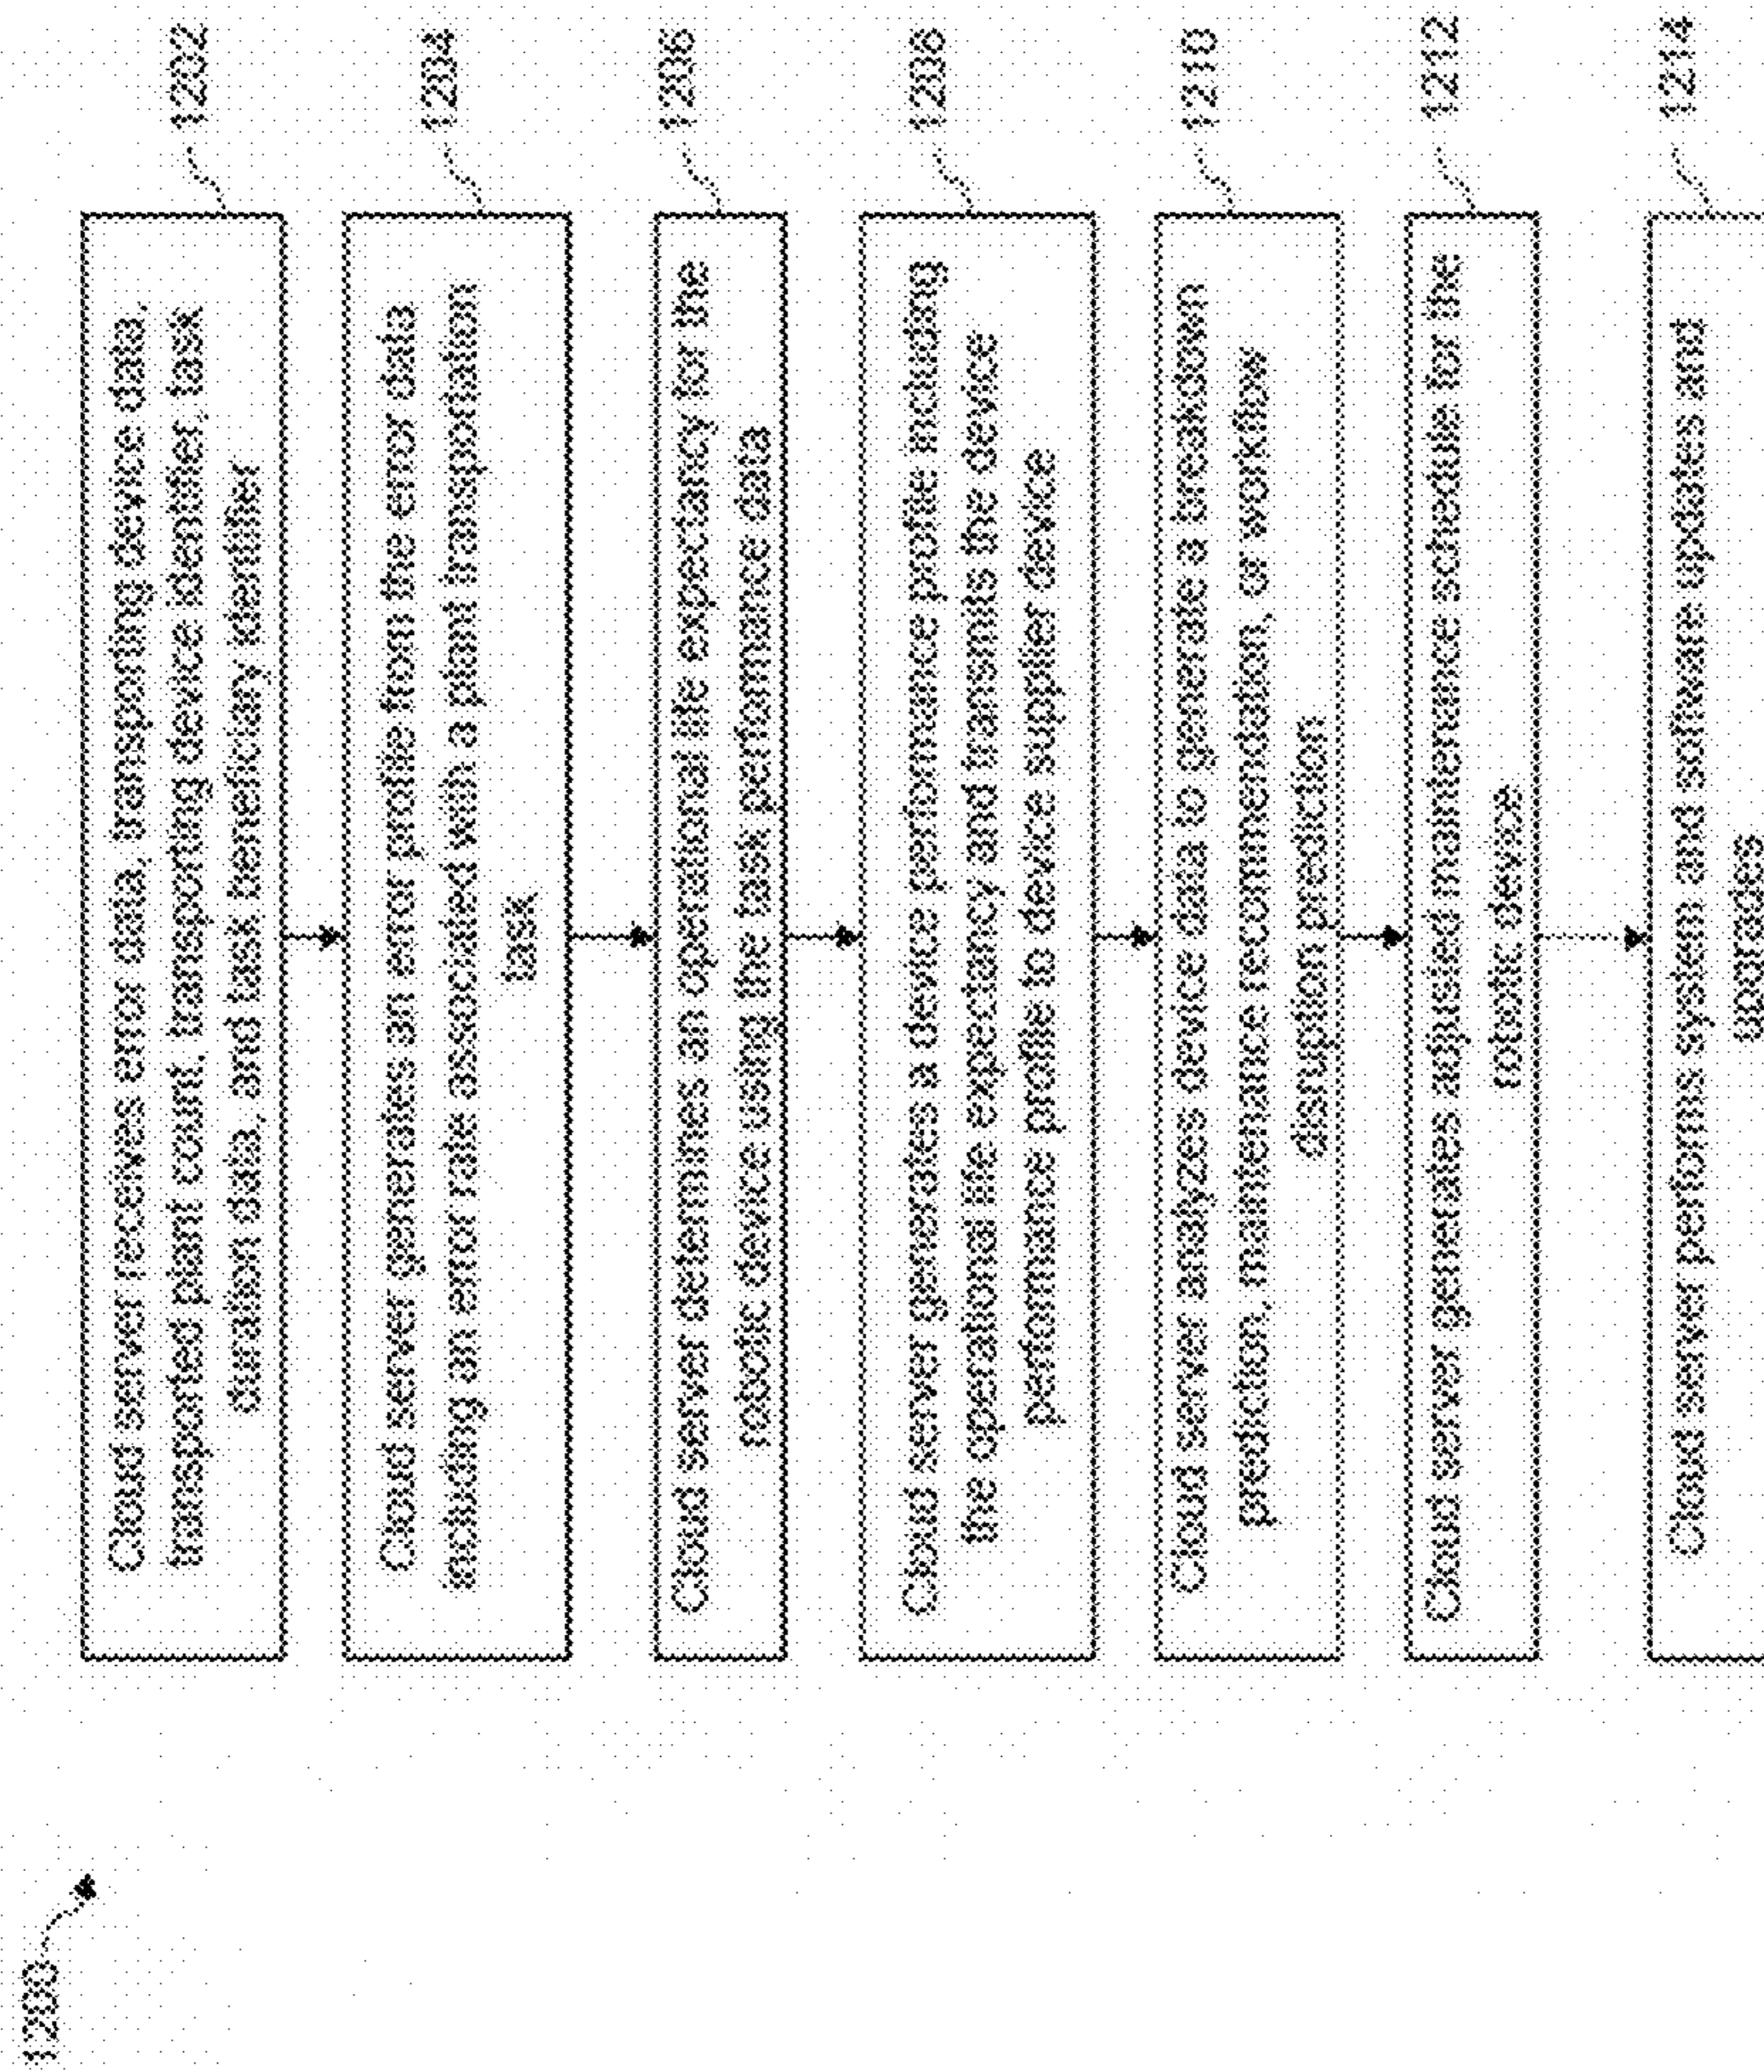 1200
Cloud server receives error data, transporting device data,
transported plant count, transporting device identifier, task
duration data, and task beneficiary identifier
1202
Cloud server generates an error profile from the error data
including an error rate associated with a plant transportation
task
1204
Cloud server determines an operational life expectancy for the
robotic device using the task performance data
1206
Cloud server generates a device performance profile including
the operational life expectancy and transmits the device
performance profile to device supplier device
1208
Cloud server analyzes device data to generate a breakdown
prediction, maintenance recommendation, or workflow
disruption prediction
1210
Cloud server generates adjusted maintenance schedule for the
robotic device
1212
Cloud server performs system and software updates and
upgrades
1214